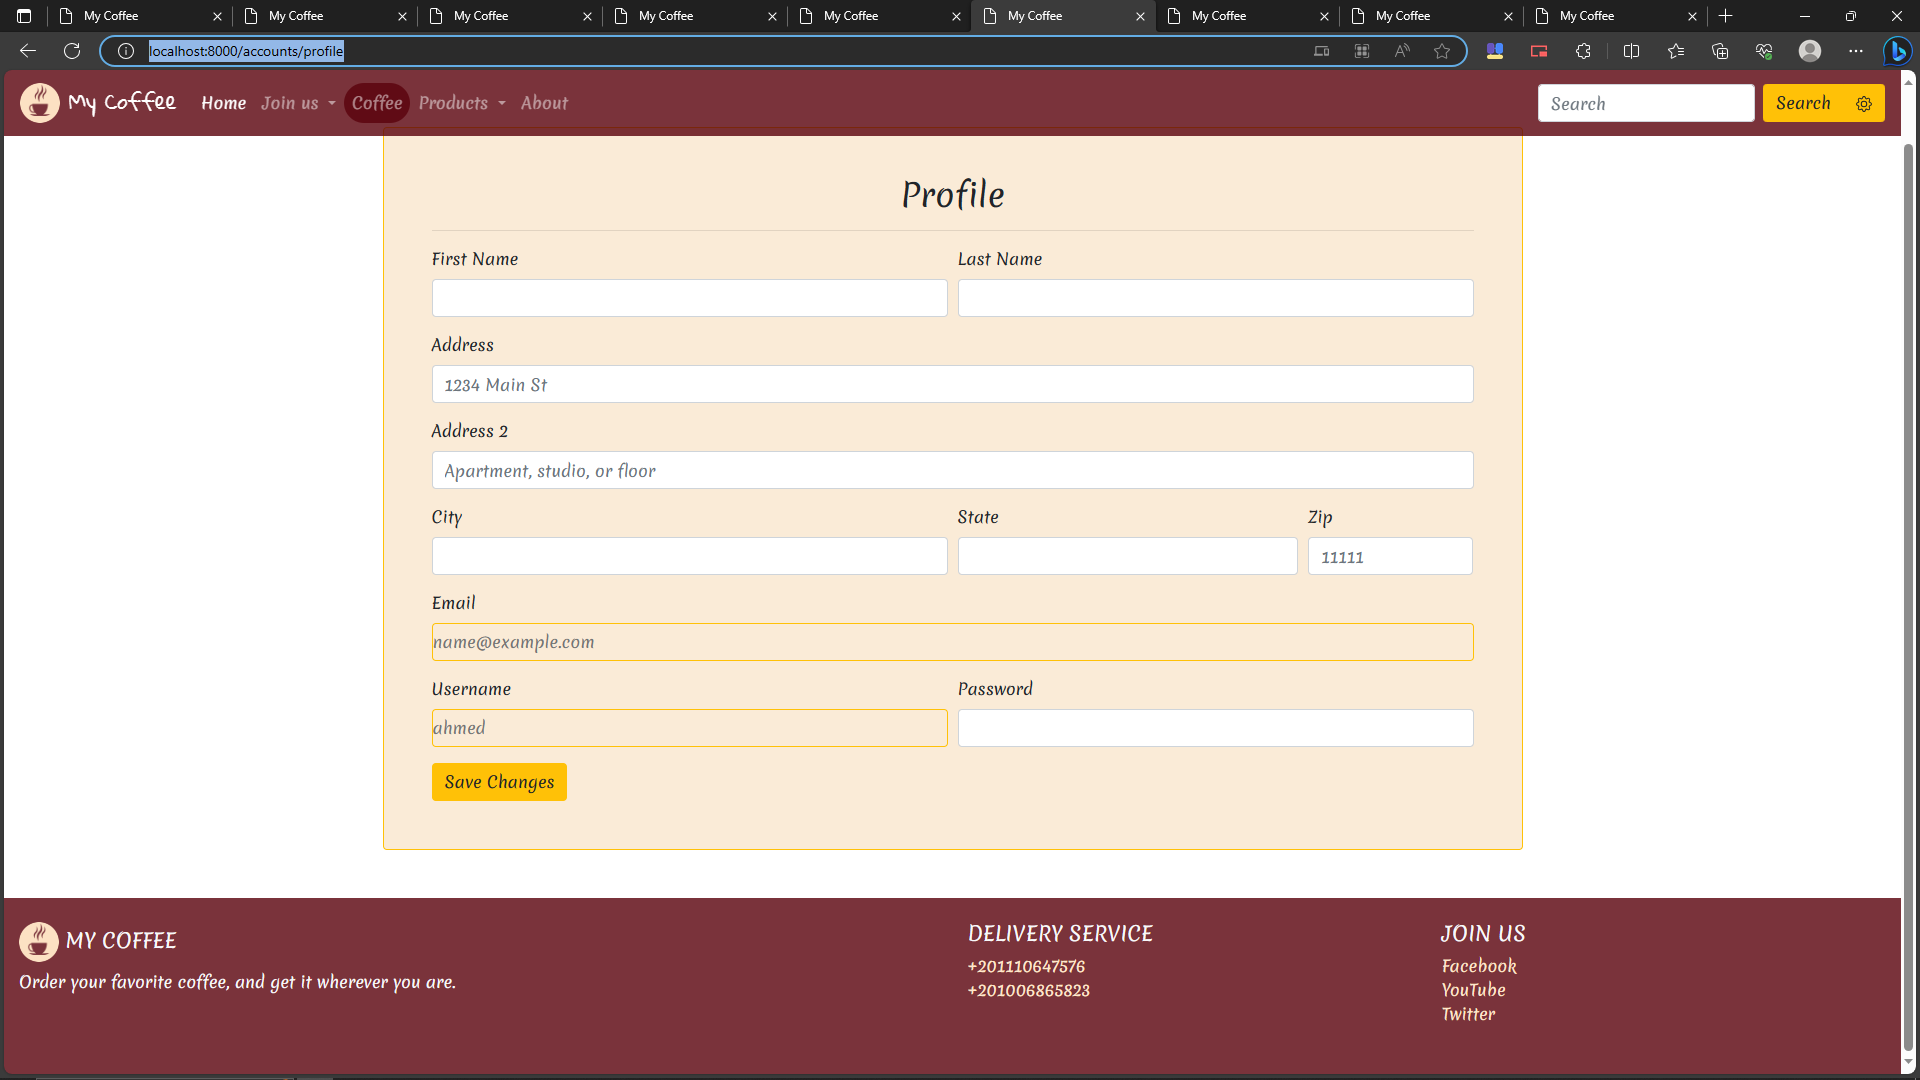 My Coffee My Coffee My Coffee My Coffee My Coffee My Coffee My Coffee My Coffee My Coffee
localhost:8000/accounts/profile
My Coffee Home Join us Coffee Products About Search Search
Profile
First Name Last Name
Address
1234 Main St
Address 2
Apartment, studio, or floor
City State Zip
11111
Email
name@example.com
Username Password
ahmed
Save Changes
MY COFFEE DELIVERY SERVICE JOIN US
Order your favorite coffee, and get it wherever you are. +201110647576 Facebook
+201006865823 YouTube
Twitter